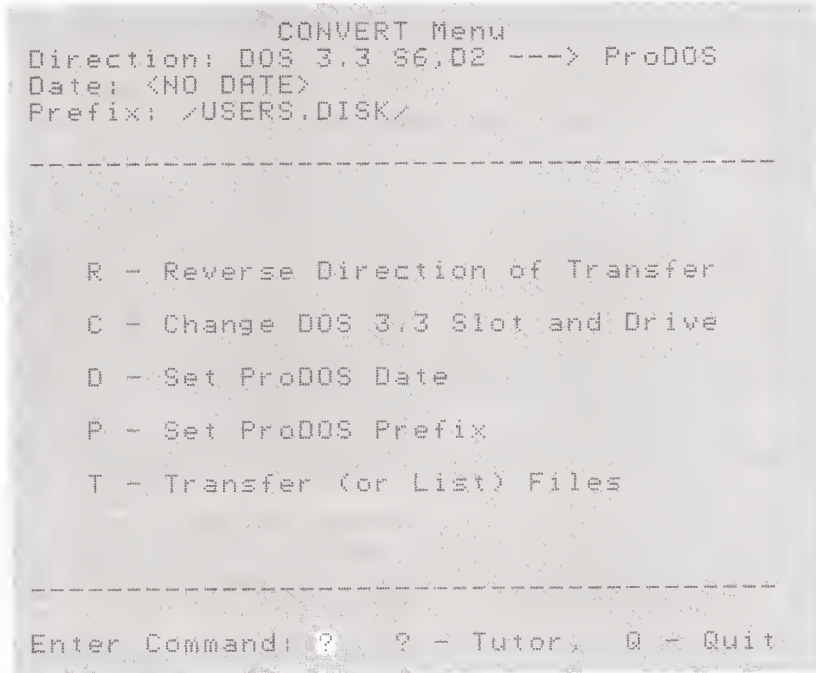 CONVERT Menu
Direction: DOS 3.3 S6,D2 ---> ProDOS
Date: <NO DATE>
Prefix: /USERS.DISK/
---------------------------------------
R - Reverse Direction of Transfer
C - Change DOS 3.3 Slot and Drive
D - Set ProDOS Date
P - Set ProDOS Prefix
T - Transfer (or List) Files
---------------------------------------
Enter Command: ? ? - Tutor, Q - Quit